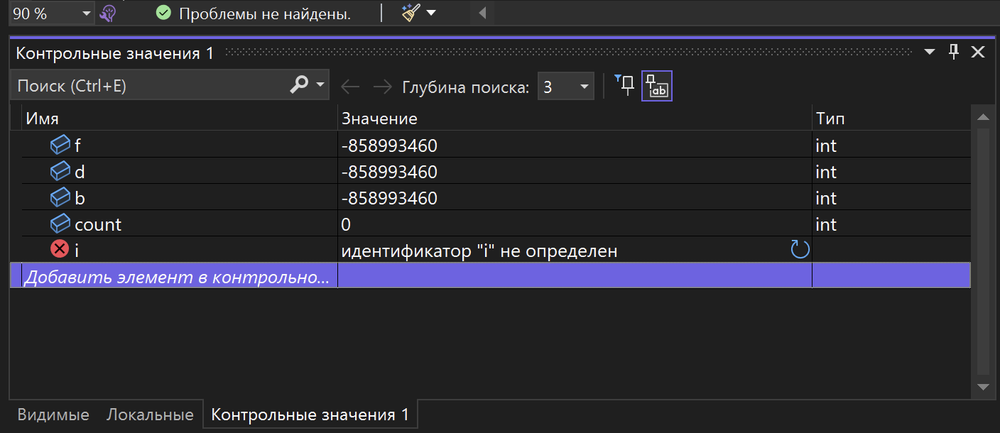 90 % Проблемы не найдены.
Контрольные значения 1
Поиск (Ctrl+E) Глубина поиска: 3 ab
Имя Значение Тип
f -858993460 int
d -858993460 int
b -858993460 int
count 0 int
i идентификатор "i" не определен
Добавить элемент в контрольно...
Видимые Локальные Контрольные значения 1